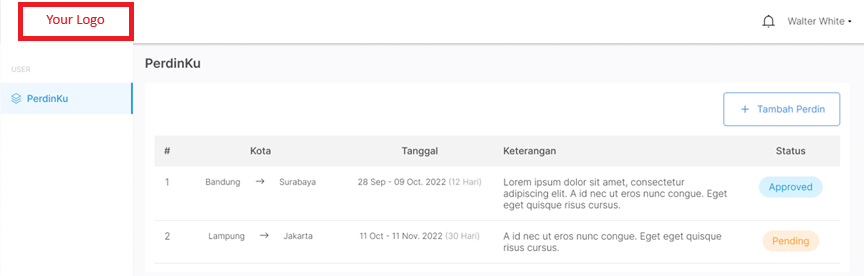 Your Logo
Walter White
USER
PerdinKu
PerdinKu
+ Tambah Perdin
# Kota Tanggal Keterangan Status
1 Bandung → Surabaya 28 Sep - 09 Oct. 2022 (12 Hari) Lorem ipsum dolor sit amet, consectetur
adipiscing elit. A id nec ut eros nunc congue. Eget
eget quisque risus cursus.
Approved
2 Lampung → Jakarta 11 Oct - 11 Nov. 2022 (30 Hari) A id nec ut eros nunc congue. Eget eget quisque
risus cursus.
Pending